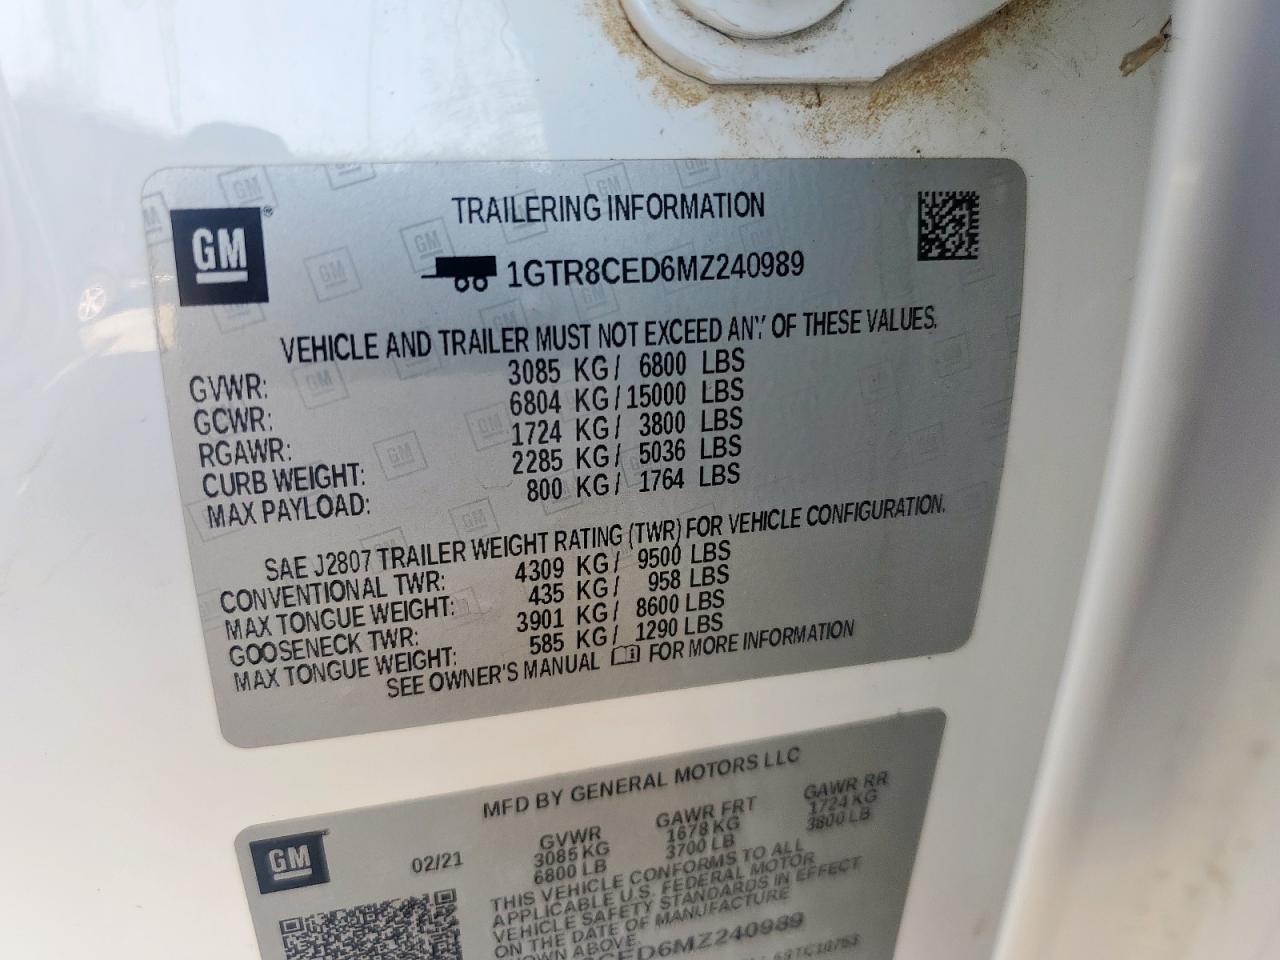 GM
TRAILERING INFORMATION
1GTR8CED6MZ240989
VEHICLE AND TRAILER MUST NOT EXCEED ANY OF THESE VALUES.
GVWR: 3085 KG/ 6800 LBS
GCWR: 6804 KG/ 15000 LBS
RGAWR: 1724 KG/ 3800 LBS
CURB WEIGHT: 2285 KG/ 5036 LBS
MAX PAYLOAD: 800 KG/ 1764 LBS
SAE J2807 TRAILER WEIGHT RATING (TWR) FOR VEHICLE CONFIGURATION.
CONVENTIONAL TWR: 4309 KG/ 9500 LBS
MAX TONGUE WEIGHT: 435 KG/ 958 LBS
GOOSENECK TWR: 3901 KG/ 8600 LBS
MAX TONGUE WEIGHT: 585 KG/ 1290 LBS
SEE OWNER'S MANUAL FOR MORE INFORMATION
GM
MFD BY GENERAL MOTORS LLC
02/21
GVWR GAWR FRT GAWR RR
3085 KG 1678 KG 1724 KG
6800 LB 3700 LB 3800 LB
THIS VEHICLE CONFORMS TO ALL
APPLICABLE U.S. FEDERAL MOTOR
VEHICLE SAFETY STANDARDS IN EFFECT
ON THE DATE OF MANUFACTURE
SHOWN ABOVE.
CED6MZ240989